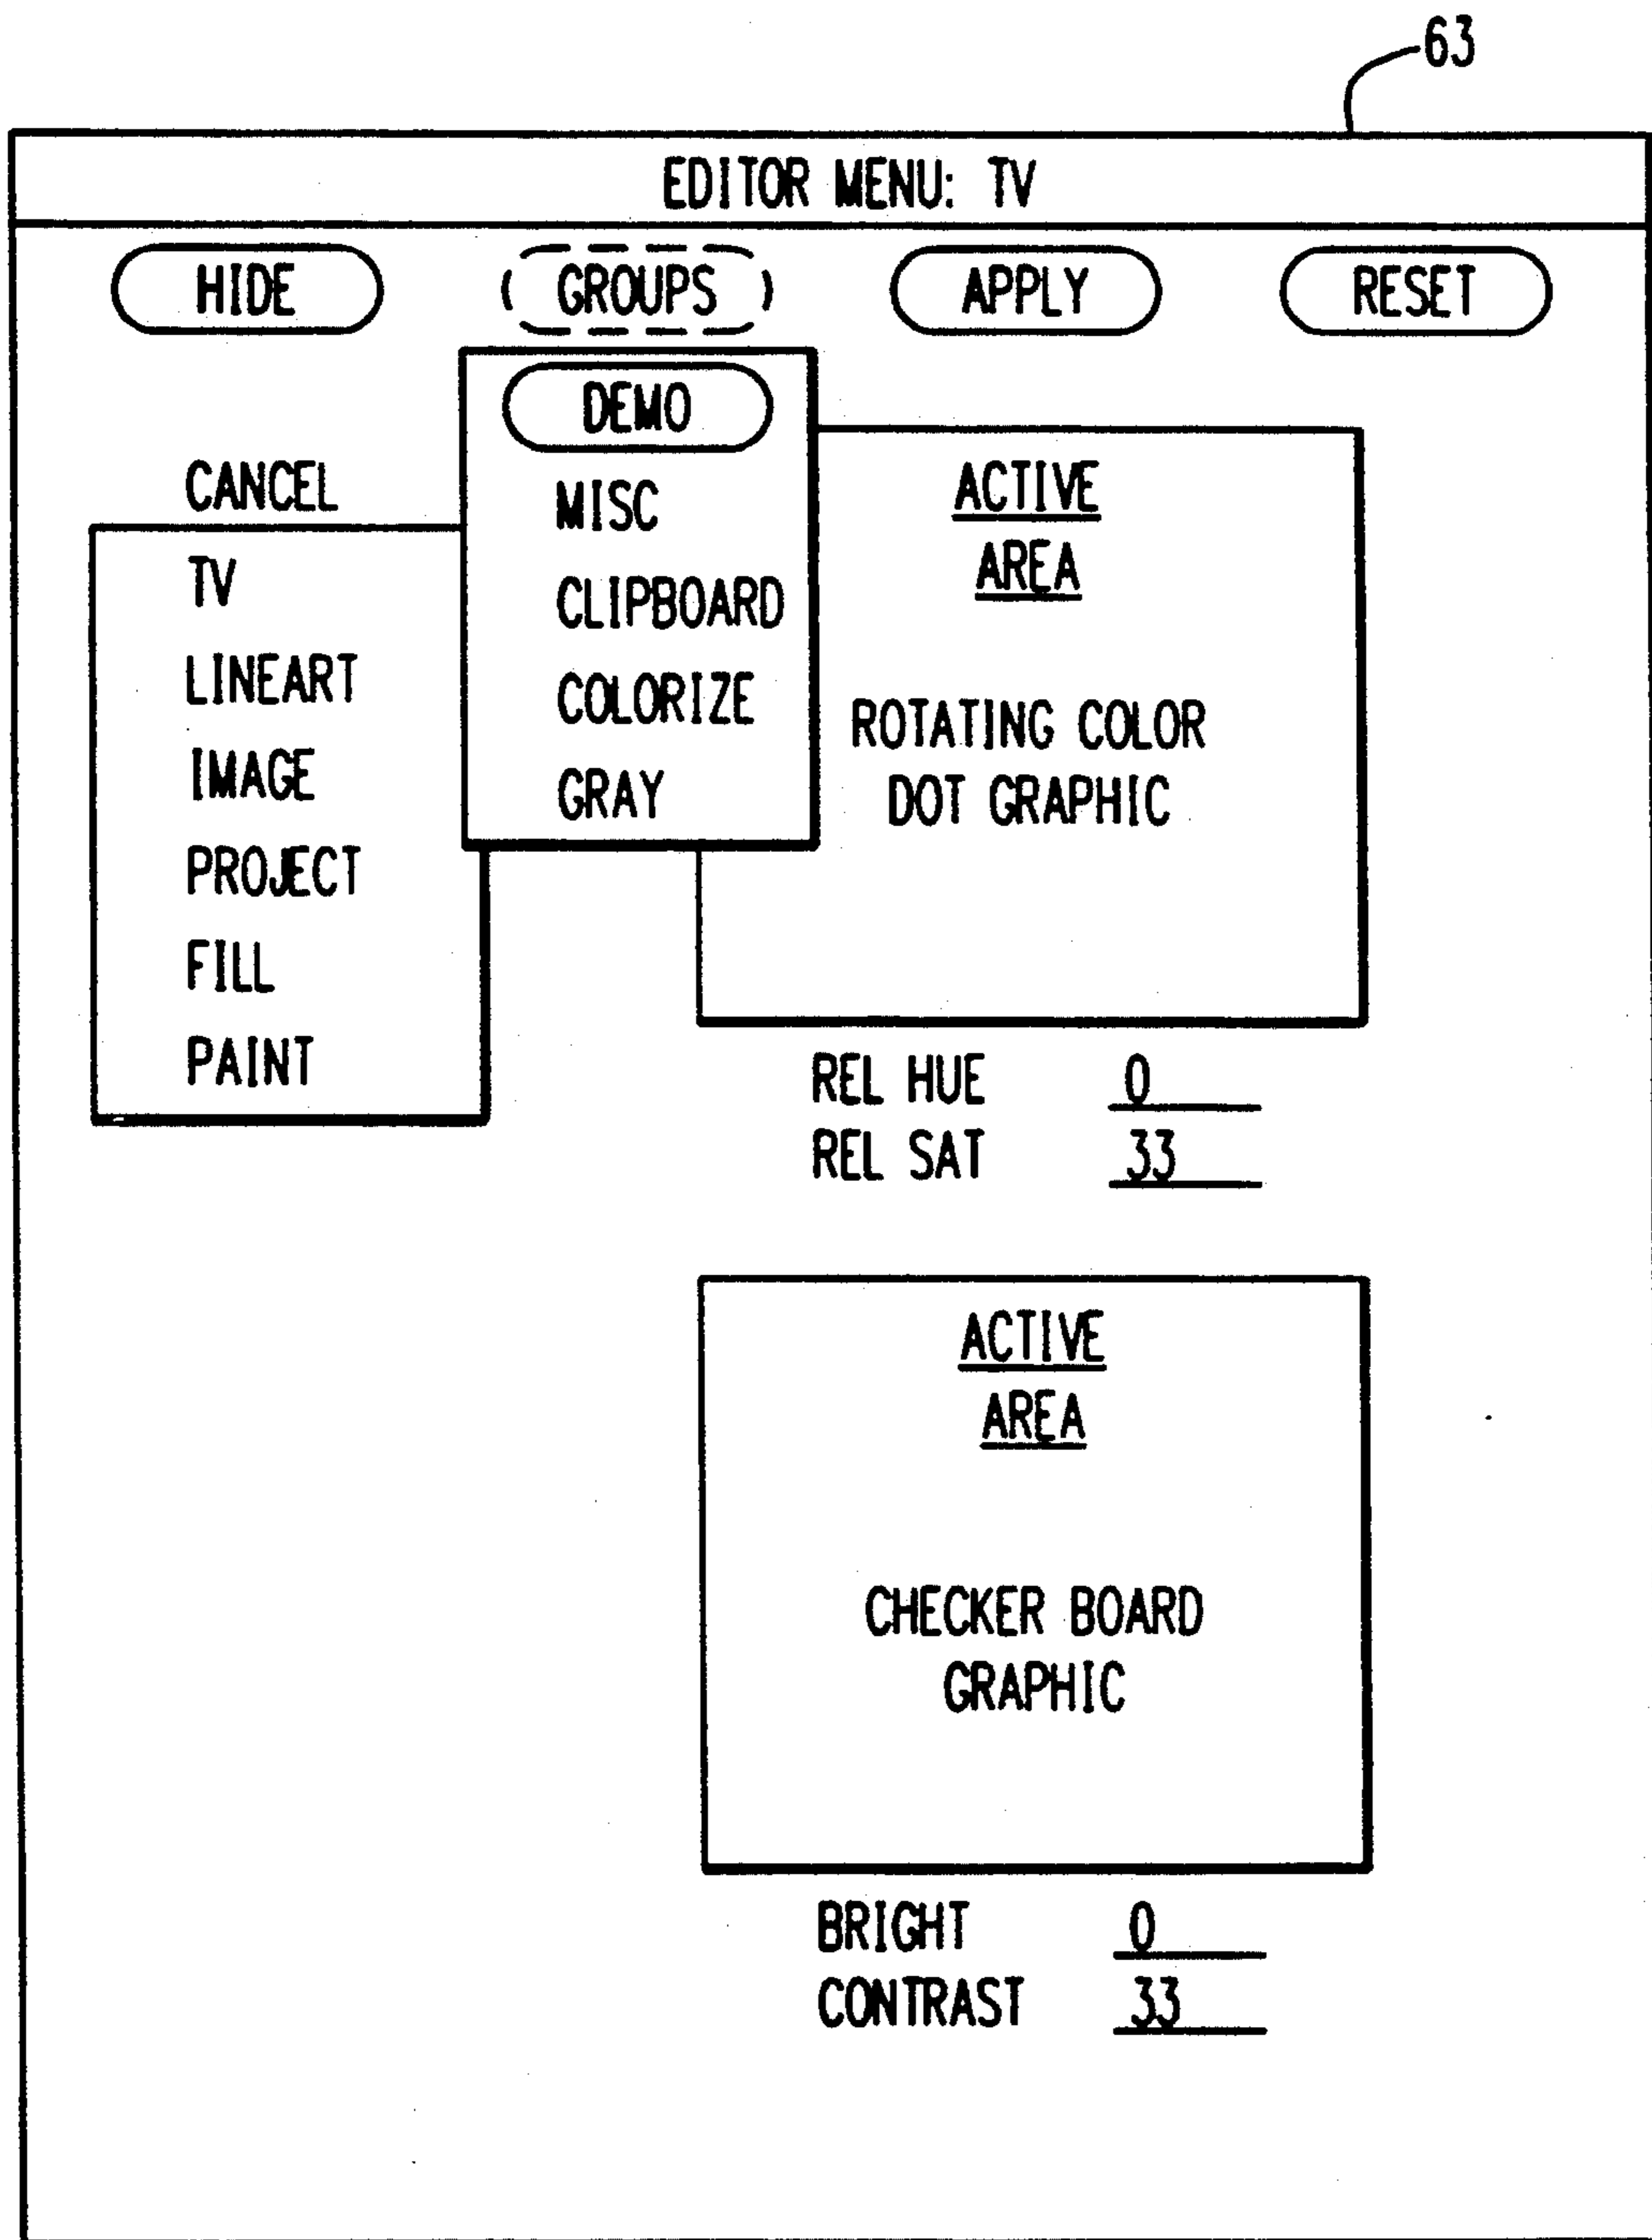 63
EDITOR MENU: TV
HIDE GROUPS APPLY RESET
DEMO
MISC
CLIPBOARD
COLORIZE
GRAY
CANCEL
TV
LINEART
IMAGE
PROJECT
FILL
PAINT
ACTIVE
AREA
ROTATING COLOR
DOT GRAPHIC
REL HUE 0
REL SAT 33
ACTIVE
AREA
CHECKER BOARD
GRAPHIC
BRIGHT 0
CONTRAST 33